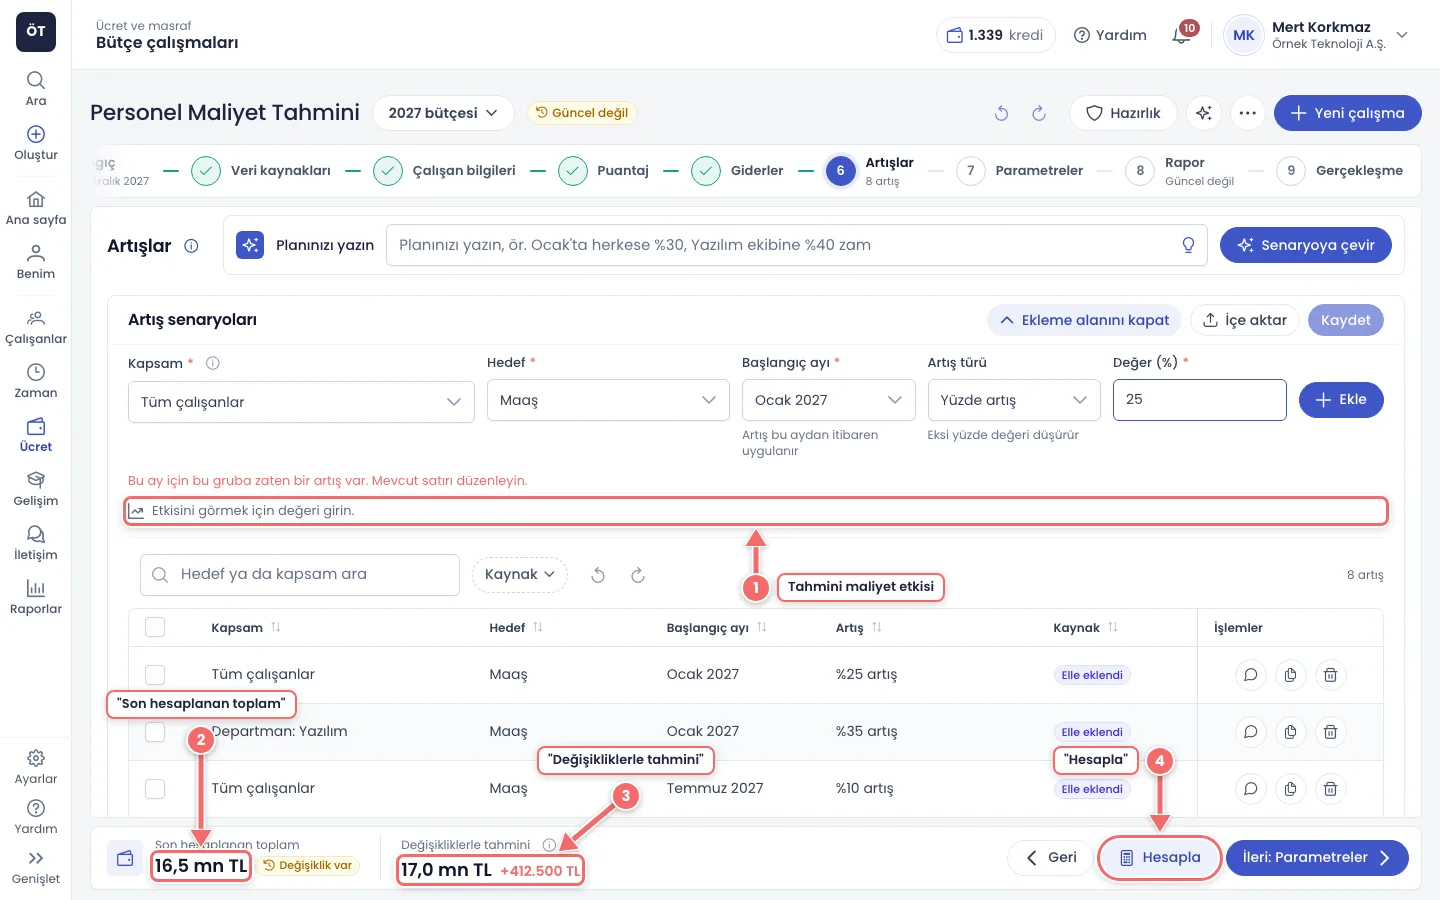 ÖT
Ücret ve masraf
Bütçe çalışmaları
1.339 kredi
Yardım
10
MK
Mert Korkmaz
Örnek Teknoloji A.Ş.
Ara
Oluştur
Ana sayfa
Benim
Çalışanlar
Zaman
Ücret
Gelişim
İletişim
Raporlar
Ayarlar
Yardım
Genişlet
Personel Maliyet Tahmini
2027 bütçesi
Güncel değil
Hazırlık
Yeni çalışma
2027
Veri kaynakları
Çalışan bilgileri
Puantaj
Giderler
6
Artışlar
8 artış
7
Parametreler
8
Rapor
Güncel değil
9
Gerçekleşme
Artışlar
Planınızı yazın
Planınızı yazın, ör. Ocak'ta herkese %30, Yazılım ekibine %40 zam
Senaryoya çevir
Artış senaryoları
Ekleme alanını kapat
İçe aktar
Kaydet
Kapsam *
Hedef *
Başlangıç ayı *
Artış türü
Değer (%) *
Tüm çalışanlar
Maaş
Ocak 2027
Yüzde artış
25
Ekle
Artış bu aydan itibaren
uygulanır
Eksi yüzde değeri düşürür
Bu ay için bu gruba zaten bir artış var. Mevcut satırı düzenleyin.
Etkisini görmek için değeri girin.
Hedef ya da kapsam ara
Kaynak
8 artış
1
Tahmini maliyet etkisi
Kapsam
Hedef
Başlangıç ayı
Artış
Kaynak
İşlemler
Tüm çalışanlar
Maaş
Ocak 2027
%25 artış
Elle eklendi
"Son hesaplanan toplam"
2
Departman: Yazılım
Maaş
Ocak 2027
%35 artış
Elle eklendi
"Değişikliklerle tahmini"
3
"Hesapla"
4
Tüm çalışanlar
Maaş
Temmuz 2027
%10 artış
Elle eklendi
Son hesaplanan toplam
16,5 mn TL
Değişiklik var
Değişikliklerle tahmini
17,0 mn TL +412.500 TL
Geri
Hesapla
İleri: Parametreler